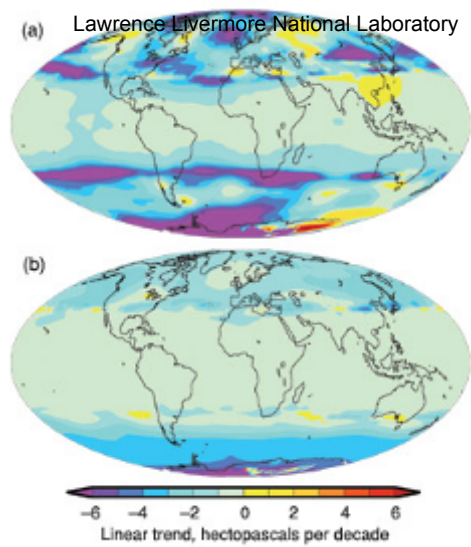 Lawrence Livermore National Laboratory
(a)
(b)
−6 −4 −2 0 2 4 6
Linear trend, hectopascals per decade